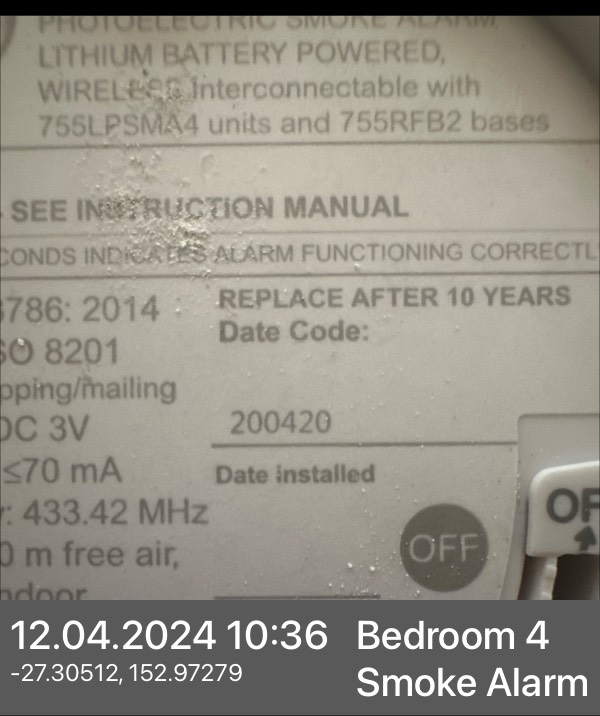 PHOTOELECTRIC SMOKE ALARM
LITHIUM BATTERY POWERED,
WIRELESS Interconnectable with
755LPSMA4 units and 755RFB2 bases
SEE INSTRUCTION MANUAL
CONDS INDICATES ALARM FUNCTIONING CORRECTL
3786: 2014
REPLACE AFTER 10 YEARS
SO 8201
Date Code:
pping/mailing
DC 3V
200420
≤70 mA
Date installed
: 433.42 MHz
OFF
0 m free air,
ndoor
12.04.2024 10:36
-27.30512, 152.97279
Bedroom 4
Smoke Alarm